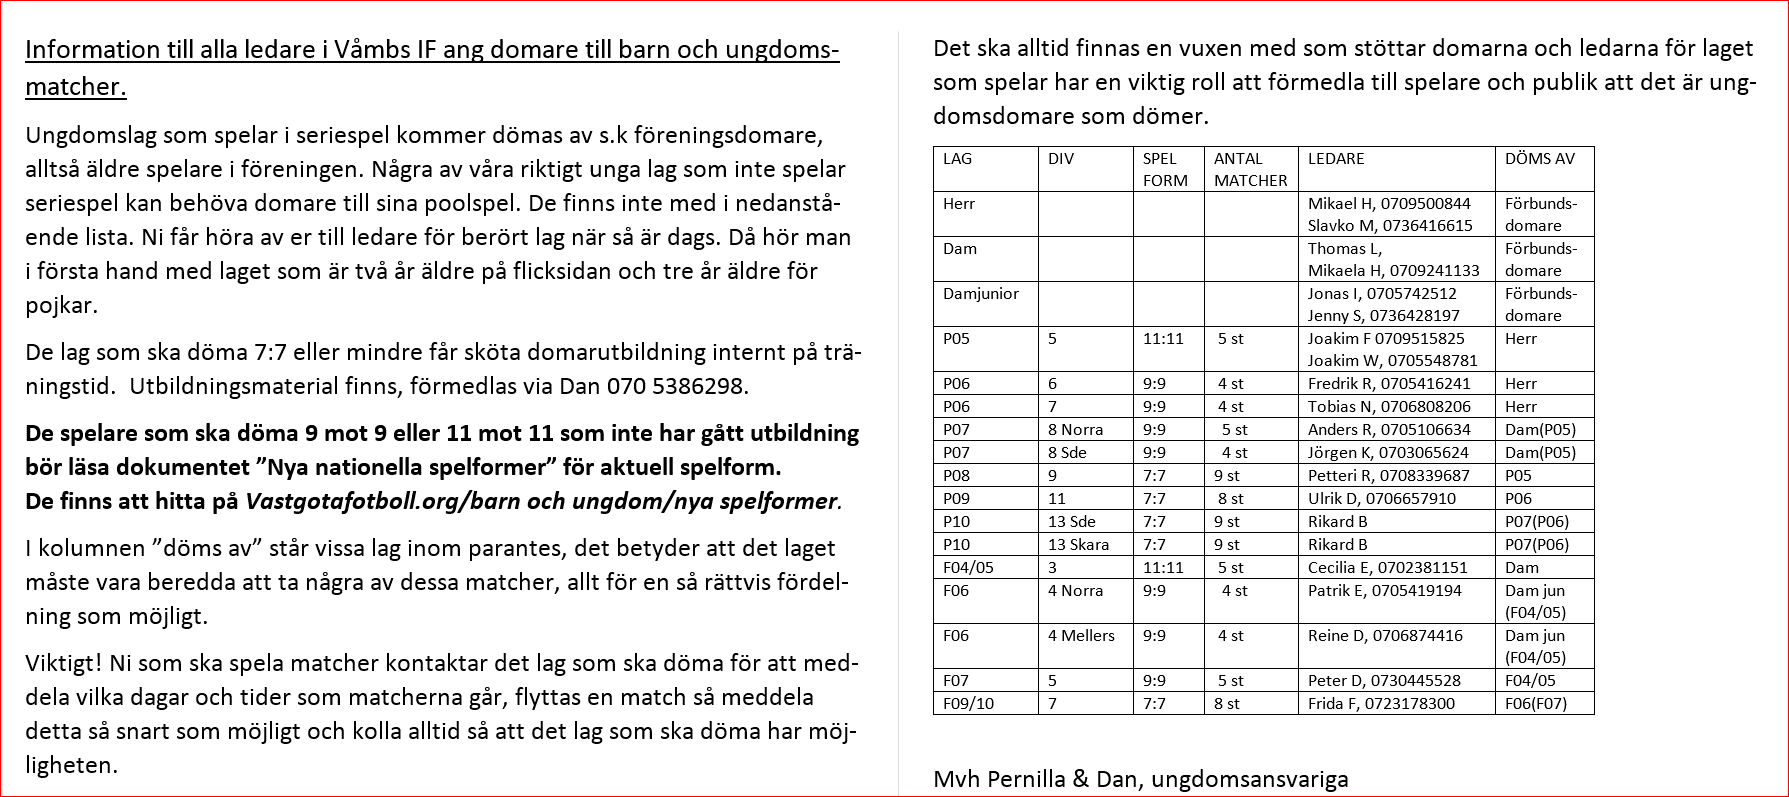 Information till alla ledare i Våmbs IF ang domare till barn och ungdoms-
matcher.
Ungdomslag som spelar i seriespel kommer dömas av s.k föreningsdomare,
alltså äldre spelare i föreningen. Några av våra riktigt unga lag som inte spelar
seriespel kan behöva domare till sina poolspel. De finns inte med i nedanstå-
ende lista. Ni får höra av er till ledare för berört lag när så är dags. Då hör man
i första hand med laget som är två år äldre på flicksidan och tre år äldre för
pojkar.
De lag som ska döma 7:7 eller mindre får sköta domarutbildning internt på trä-
ningstid.  Utbildningsmaterial finns, förmedlas via Dan 070 5386298.
De spelare som ska döma 9 mot 9 eller 11 mot 11 som inte har gått utbildning
bör läsa dokumentet ”Nya nationella spelformer” för aktuell spelform.
De finns att hitta på Vastgotafotboll.org/barn och ungdom/nya spelformer.
I kolumnen ”döms av” står vissa lag inom parantes, det betyder att det laget
måste vara beredda att ta några av dessa matcher, allt för en så rättvis fördel-
ning som möjligt.
Viktigt! Ni som ska spela matcher kontaktar det lag som ska döma för att med-
dela vilka dagar och tider som matcherna går, flyttas en match så meddela
detta så snart som möjligt och kolla alltid så att det lag som ska döma har möj-
ligheten.
Det ska alltid finnas en vuxen med som stöttar domarna och ledarna för laget
som spelar har en viktig roll att förmedla till spelare och publik att det är ung-
domsdomare som dömer.
LAG DIV SPEL ANTAL LEDARE DÖMS AV
FORM MATCHER
Herr Mikael H, 0709500844 Förbunds-
Slavko M, 0736416615 domare
Dam Thomas L, Förbunds-
Mikaela H, 0709241133 domare
Damjunior Jonas I, 0705742512 Förbunds-
Jenny S, 0736428197 domare
P05 5 11:11 5 st Joakim F 0709515825 Herr
Joakim W, 0705548781
P06 6 9:9 4 st Fredrik R, 0705416241 Herr
P06 7 9:9 4 st Tobias N, 0706808206 Herr
P07 8 Norra 9:9 5 st Anders R, 0705106634 Dam(P05)
P07 8 Sde 9:9 4 st Jörgen K, 0703065624 Dam(P05)
P08 9 7:7 9 st Petteri R, 0708339687 P05
P09 11 7:7 8 st Ulrik D, 0706657910 P06
P10 13 Sde 7:7 9 st Rikard B P07(P06)
P10 13 Skara 7:7 9 st Rikard B P07(P06)
F04/05 3 11:11 5 st Cecilia E, 0702381151 Dam
F06 4 Norra 9:9 4 st Patrik E, 0705419194 Dam jun
(F04/05)
F06 4 Mellers 9:9 4 st Reine D, 0706874416 Dam jun
(F04/05)
F07 5 9:9 5 st Peter D, 0730445528 F04/05
F09/10 7 7:7 8 st Frida F, 0723178300 F06(F07)
Mvh Pernilla & Dan, ungdomsansvariga